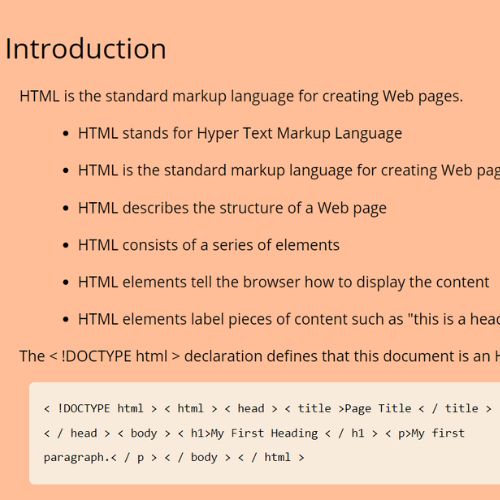 Introduction
HTML is the standard markup language for creating Web pages.
• HTML stands for Hyper Text Markup Language
• HTML is the standard markup language for creating Web
• HTML describes the structure of a Web page
• HTML consists of a series of elements
• HTML elements tell the browser how to display the content
• HTML elements label pieces of content such as "this is a
The < !DOCTYPE html > declaration defines that this document is an
< !DOCTYPE html > < html > < head > < title >Page Title < / title >
< / head > < body > < h1>My First Heading < / h1 > < p>My first
paragraph.< / p > < / body > < / html >